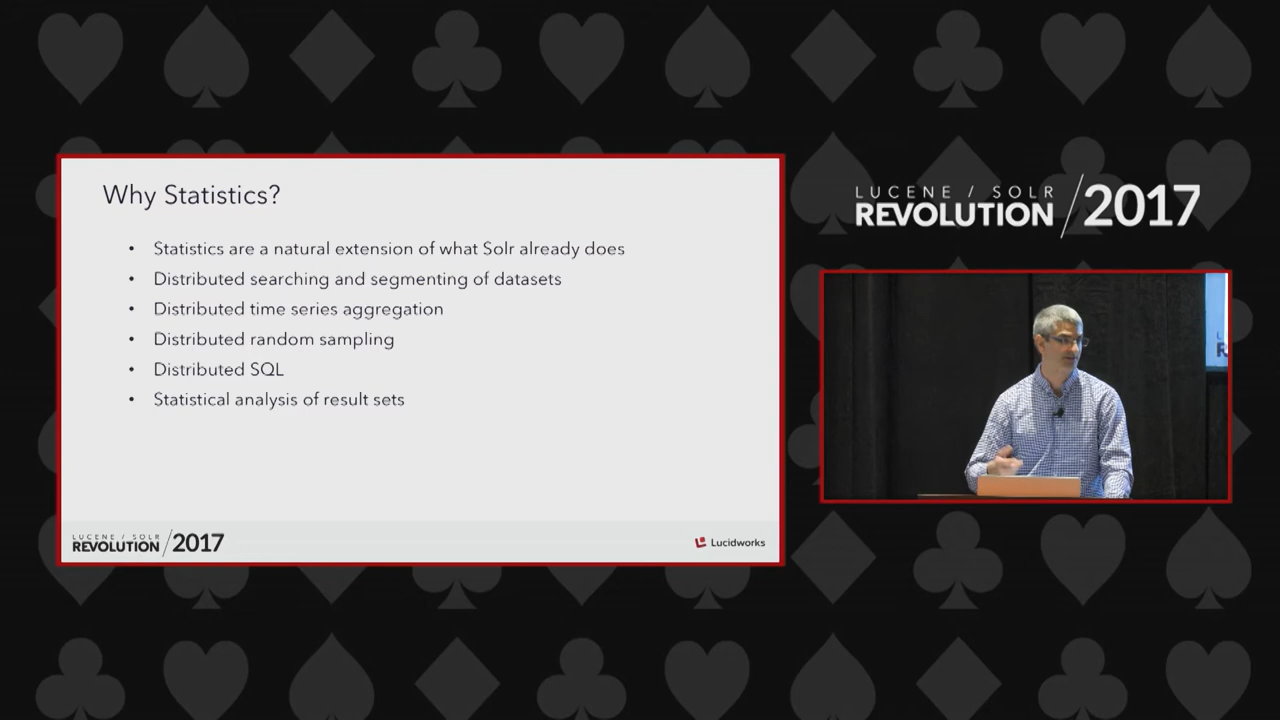 Why Statistics?
• Statistics are a natural extension of what Solr already does
• Distributed searching and segmenting of datasets
• Distributed time series aggregation
• Distributed random sampling
• Distributed SQL
• Statistical analysis of result sets
LUCENE / SOLR
REVOLUTION /2017
Lucidworks
LUCENE / SOLR
REVOLUTION /2017